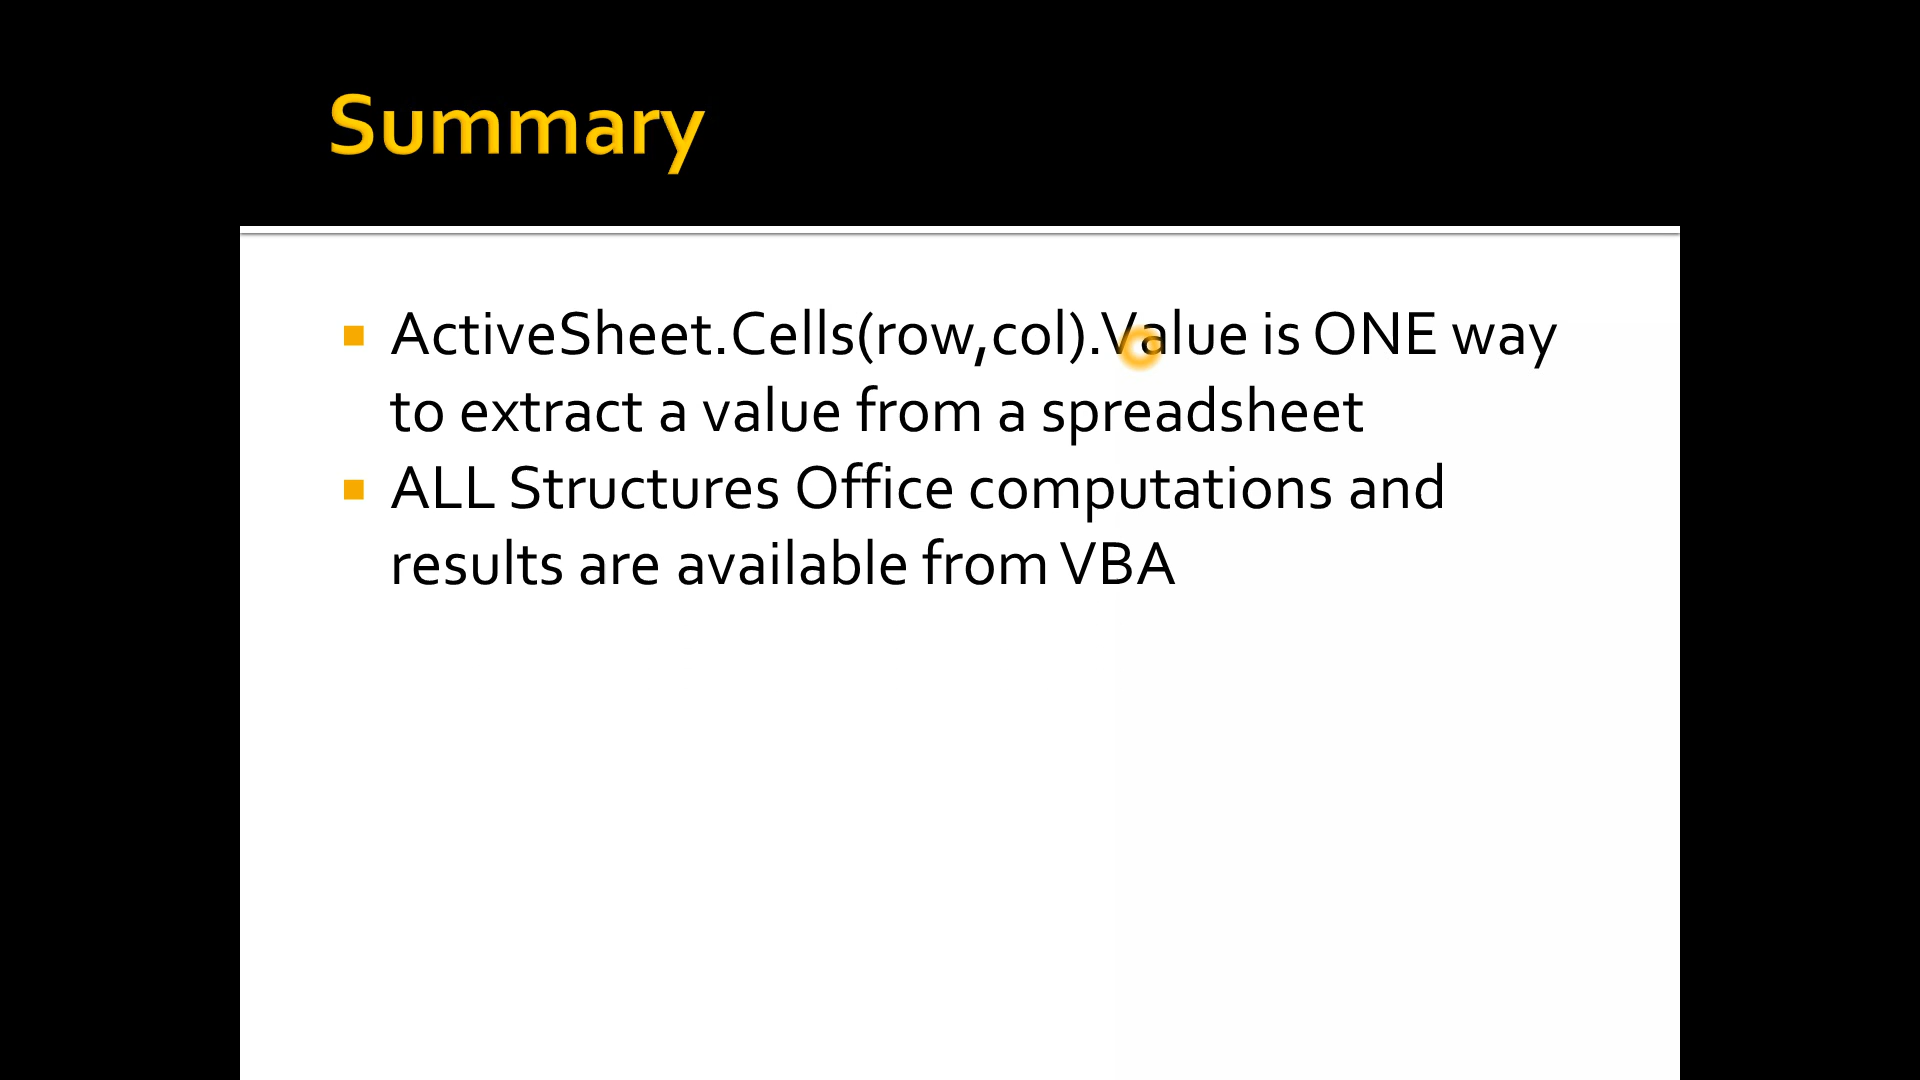 Summary
ActiveSheet.Cells(row,col).Value is ONE way
to extract a value from a spreadsheet
ALL Structures Office computations and
results are available from VBA